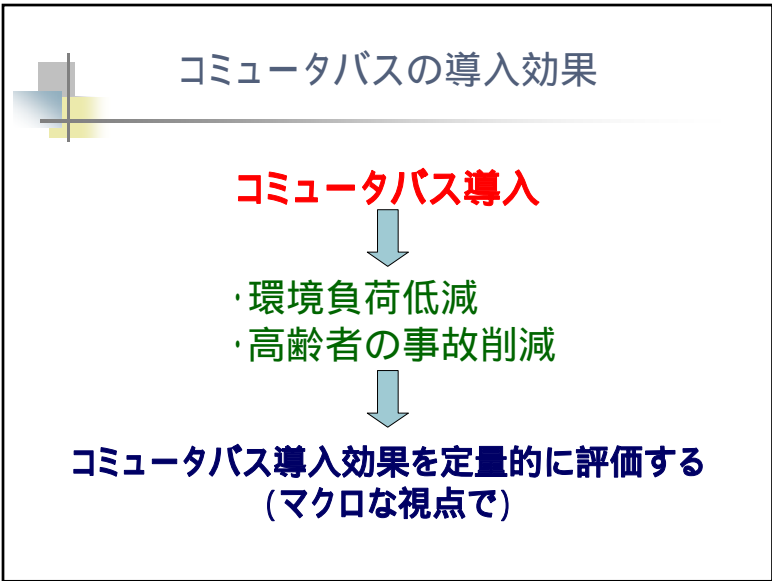 コミュータバスの導入効果
コミュータバス導入
・環境負荷低減
・高齢者の事故削減
コミュータバス導入効果を定量的に評価する
(マクロな視点で)